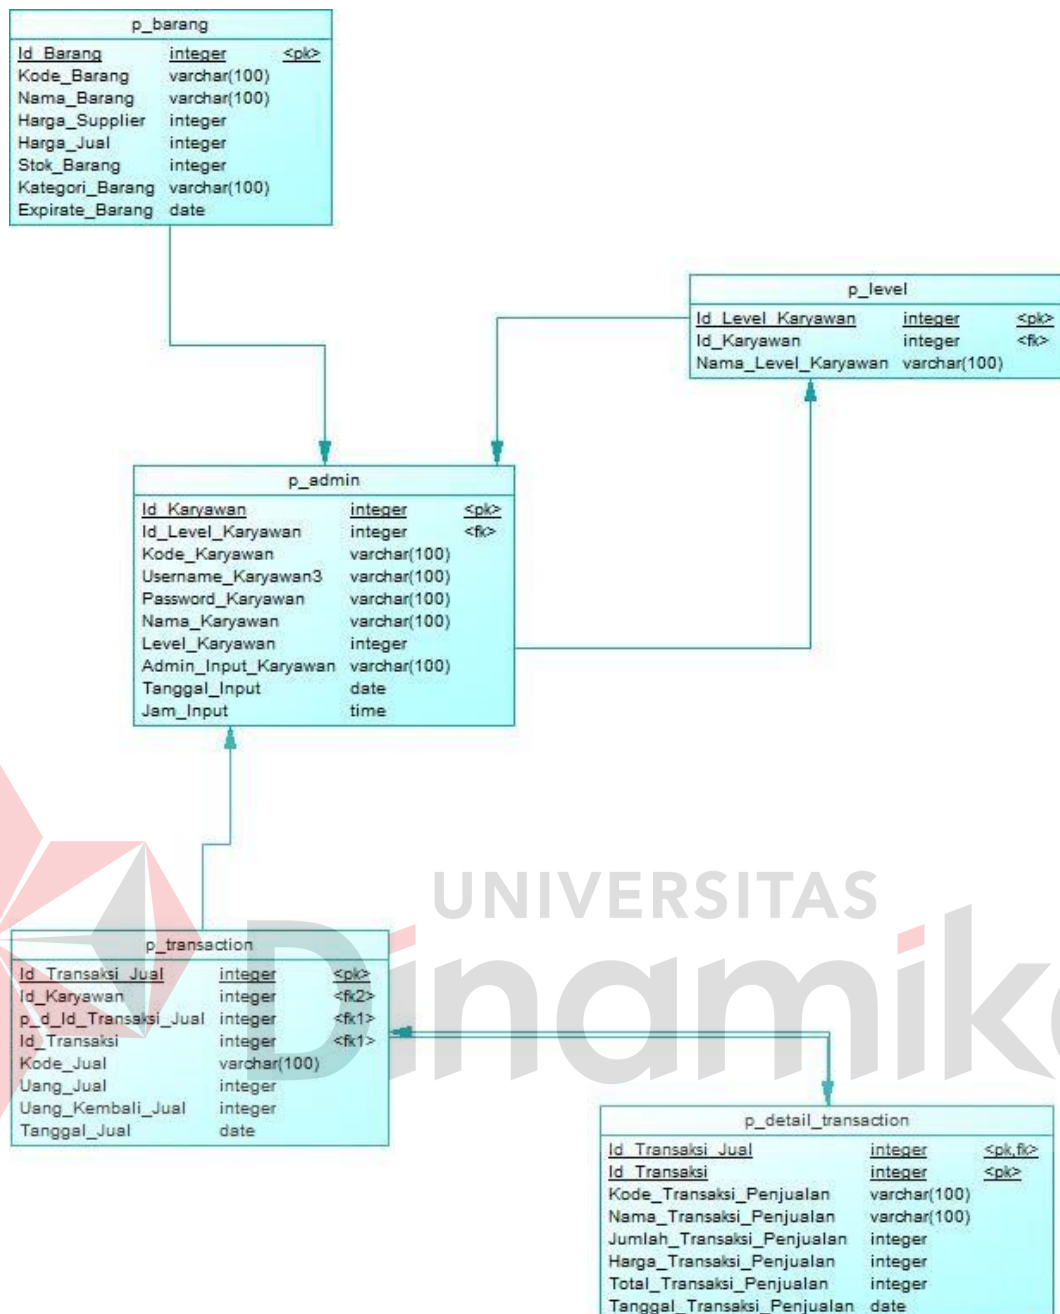 p_barang
Id_Barang integer <pk>
Kode_Barang varchar(100)
Nama_Barang varchar(100)
Harga_Supplier integer
Harga_Jual integer
Stok_Barang integer
Kategori_Barang varchar(100)
Expirate_Barang date
p_level
Id_Level_Karyawan integer <pk>
Id_Karyawan integer <fk>
Nama_Level_Karyawan varchar(100)
p_admin
Id_Karyawan integer <pk>
Id_Level_Karyawan integer <fk>
Kode_Karyawan varchar(100)
Username_Karyawan3 varchar(100)
Password_Karyawan varchar(100)
Nama_Karyawan varchar(100)
Level_Karyawan integer
Admin_Input_Karyawan varchar(100)
Tanggal_Input date
Jam_Input time
UNIVERSITAS
Dinamika
p_transaction
Id_Transaksi_Jual integer <pk>
Id_Karyawan integer <fk2>
p_d_Id_Transaksi_Jual integer <fk1>
Id_Transaksi integer <fk1>
Kode_Jual varchar(100)
Uang_Jual integer
Uang_Kembali_Jual integer
Tanggal_Jual date
p_detail_transaction
Id_Transaksi_Jual integer <pk,fk>
Id_Transaksi integer <pk>
Kode_Transaksi_Penjualan varchar(100)
Nama_Transaksi_Penjualan varchar(100)
Jumlah_Transaksi_Penjualan integer
Harga_Transaksi_Penjualan integer
Total_Transaksi_Penjualan integer
Tanggal_Transaksi_Penjualan date